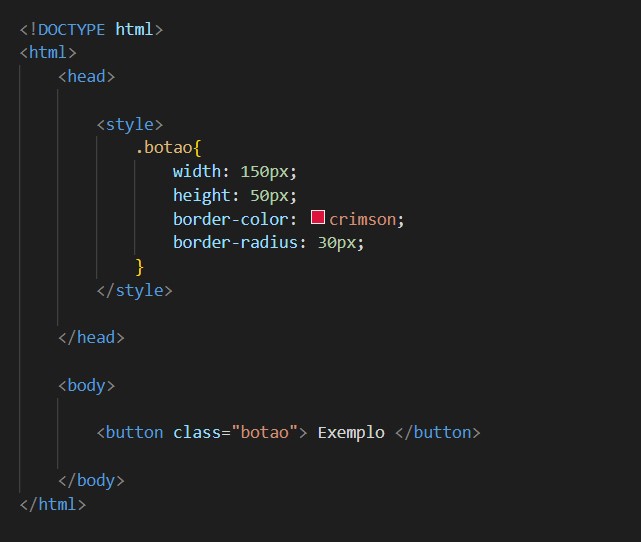 <!DOCTYPE html>
<html>
<head>
<style>
.botao{
width: 150px;
height: 50px;
border-color: crimson;
border-radius: 30px;
}
</style>
</head>
<body>
<button class="botao"> Exemplo </button>
</body>
</html>